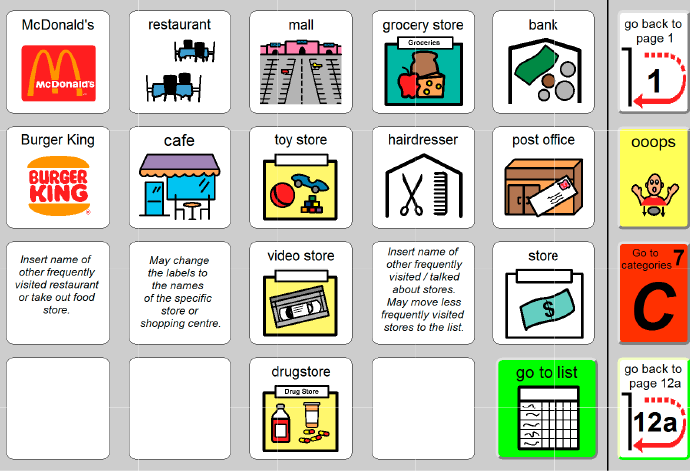 McDonald's
McDonald's
restaurant
mall
grocery store
Groceries
bank
go back to
page 1
1
Burger King
BURGER
KING
®
cafe
toy store
hairdresser
post office
ooops
Insert name of
other frequently
visited restaurant
or take out food
store.
May change
the labels to
the names
of the specific
store or
shopping centre.
video store
Insert name of
other frequently
visited / talked
about stores.
May move less
frequently visited
stores to the list.
store
$
Go to
categories 7
C
drugstore
Drug Store
go to list
go back to
page 12a
12a